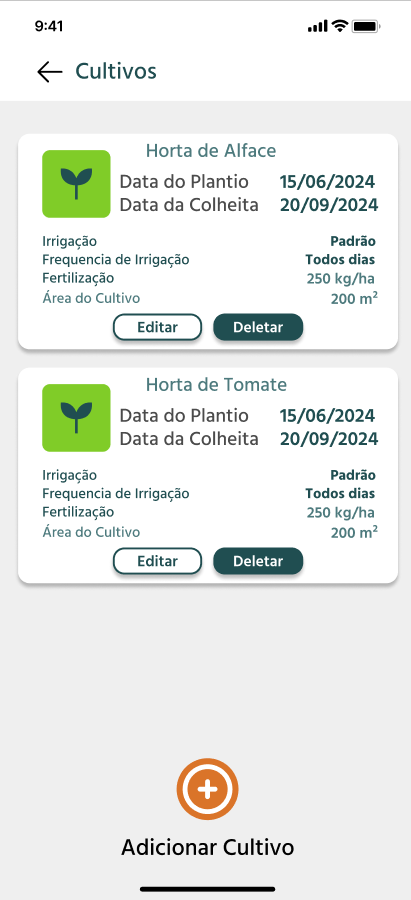 9:41
Cultivos
Horta de Alface
Data do Plantio 15/06/2024
Data da Colheita 20/09/2024
Irrigação Padrão
Frequencia de Irrigação Todos dias
Fertilização 250 kg/ha
Área do Cultivo 200 m²
Editar Deletar
Horta de Tomate
Data do Plantio 15/06/2024
Data da Colheita 20/09/2024
Irrigação Padrão
Frequencia de Irrigação Todos dias
Fertilização 250 kg/ha
Área do Cultivo 200 m²
Editar Deletar
Adicionar Cultivo